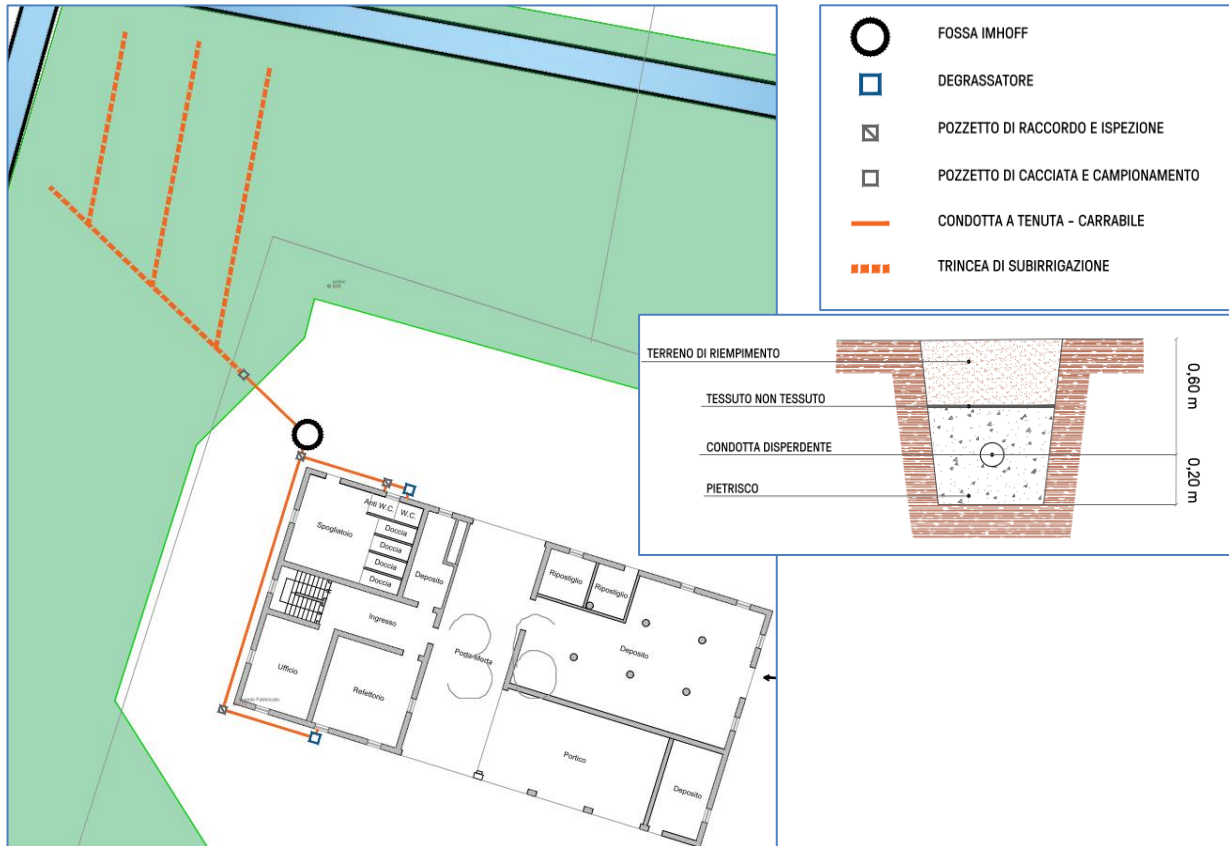 FOSSA IMHOFF
DEGRASSATORE
POZZETTO DI RACCORDO E ISPEZIONE
POZZETTO DI CACCIATA E CAMPIONAMENTO
CONDOTTA A TENUTA - CARRABILE
TRINCEA DI SUBIRRIGAZIONE
TERRENO DI RIEMPIMENTO
TESSUTO NON TESSUTO
CONDOTTA DISPERDENTE
PIETRISCO
0,60 m
0,20 m
Anti W.C.
W.C.
Spogliatoio
Doccia
Doccia
Doccia
Doccia
Deposito
Ingresso
Ufficio
Refettorio
Porta Morta
36
Ripostiglio
Ripostiglio
Deposito
Portico
Deposito
Fabbricato